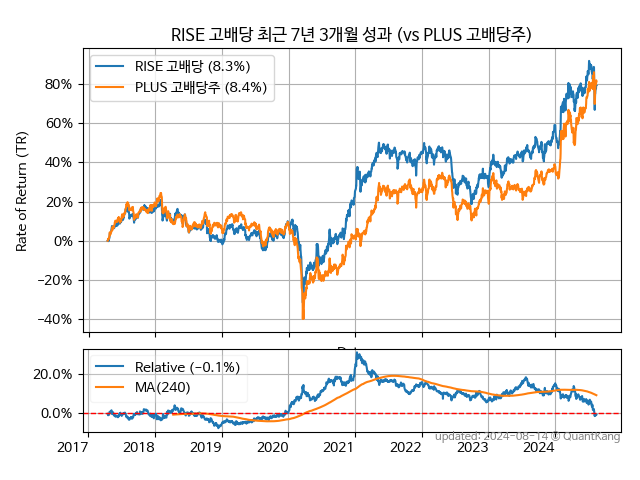 RISE 고배당 최근 7년 3개월 성과 (vs PLUS 고배당주)
RISE 고배당 (8.3%)
PLUS 고배당주 (8.4%)
Rate of Return (TR)
80%
60%
40%
20%
0%
−20%
−40%
Relative (−0.1%)
MA(240)
20.0%
0.0%
2017 2018 2019 2020 2021 2022 2023 2024
updated: 2024-08-14 © QuantKang